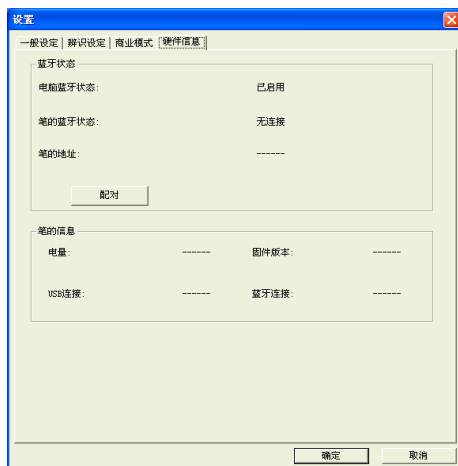 设置
一般设定 辨识设定 商业模式 硬件信息
蓝牙状态
电脑蓝牙状态: 已启用
笔的蓝牙状态: 无连接
笔的地址: ------
配对
笔的信息
电量: ------ 固件版本: ------
USB连接: ------ 蓝牙连接: ------
确定 取消